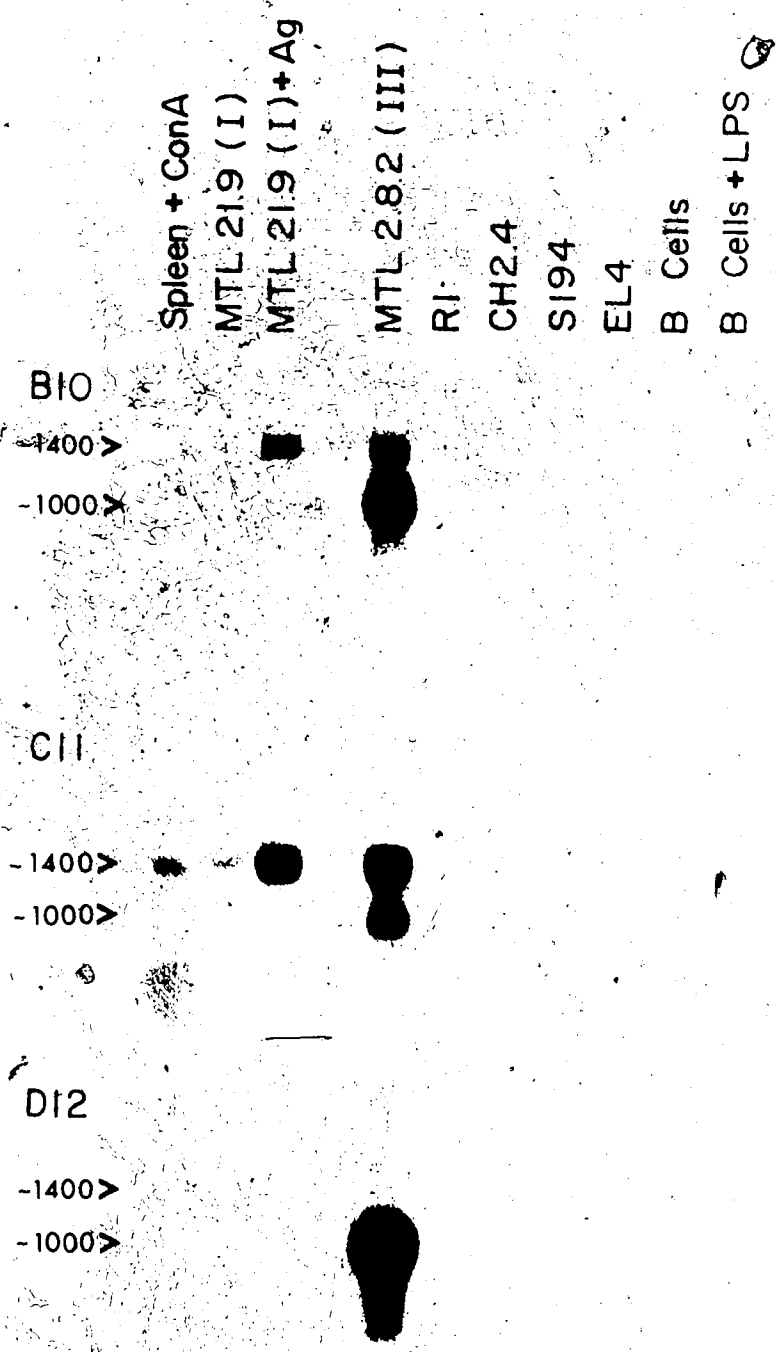 Spleen + ConA
MTL 21.9 (I)
MTL 21.9 (I)+ Ag
MTL 2.8.2 (III)
R1·
CH2.4
S194
EL4
B Cells
B Cells + LPS
B10
~1400>
~1000>
C11
~1400>
~1000>
D12
~1400>
~1000>